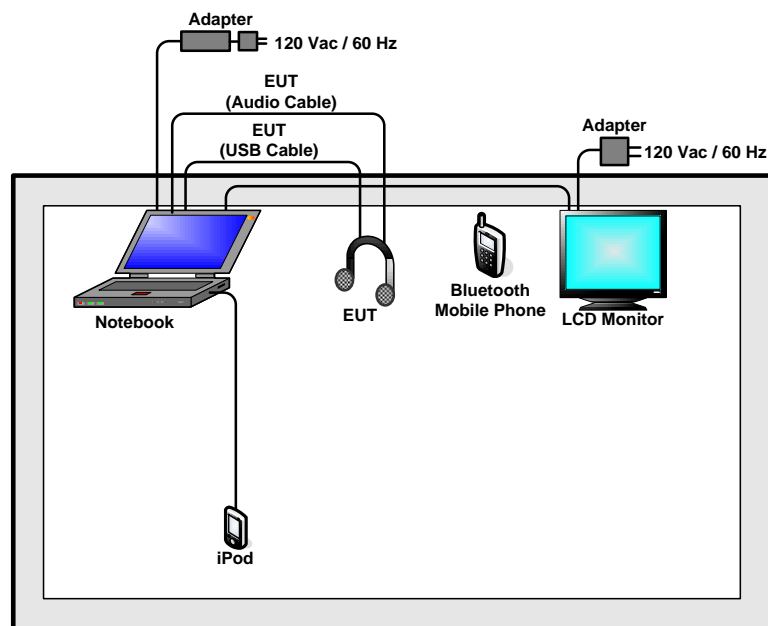 Adapter
120 Vac / 60 Hz
EUT
(Audio Cable)
EUT
(USB Cable)
Adapter
120 Vac / 60 Hz
Notebook
EUT
Bluetooth
Mobile Phone
LCD Monitor
iPod